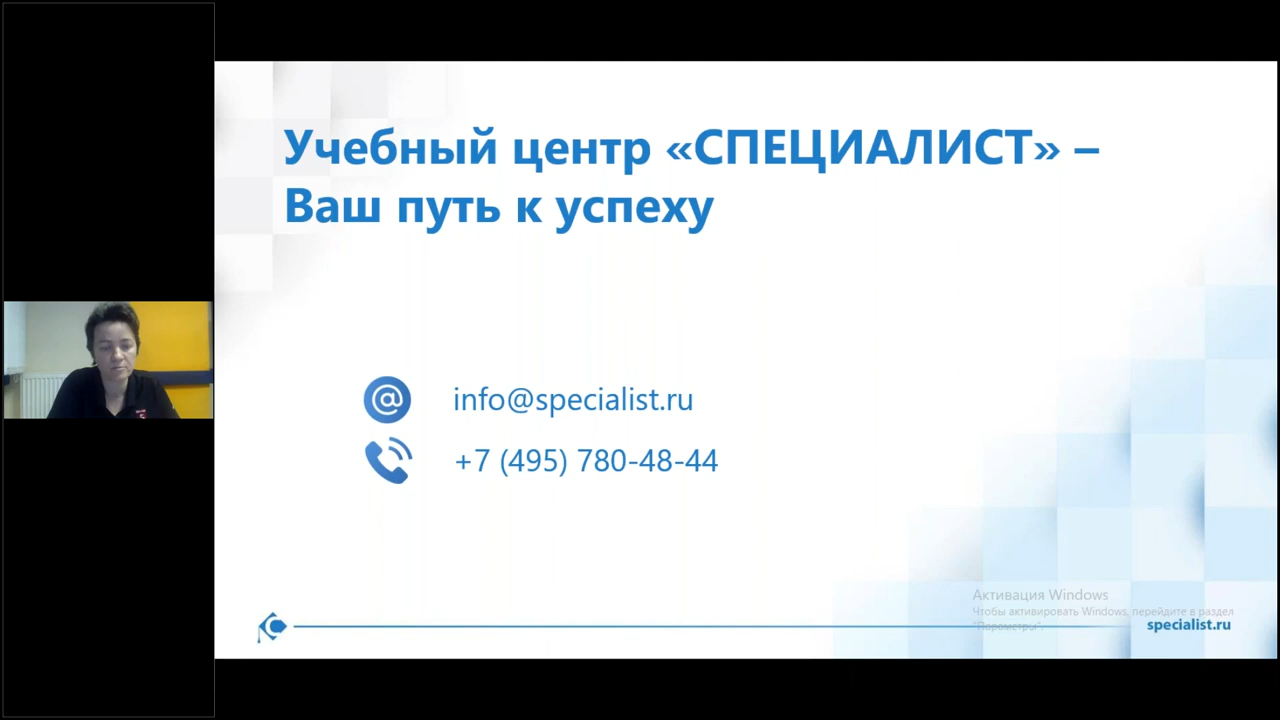 Учебный центр «СПЕЦИАЛИСТ» –
Ваш путь к успеху
info@specialist.ru
+7 (495) 780-48-44
Активация Windows
Чтобы активировать Windows, перейдите в раздел
"Параметры".
specialist.ru